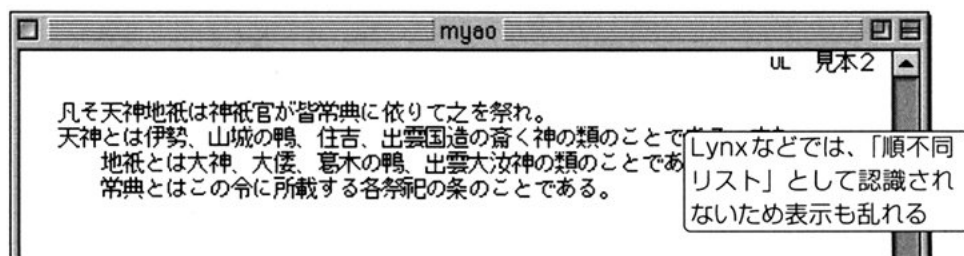 myao
UL 見本2
凡そ天神地祇は神祇官が皆常典に依りて之を祭れ。
天神とは伊勢、山城の鴨、住吉、出雲国造の斎く神の類のことで
地祇とは大神、大倭、葛木の鴨、出雲大汝神の類のことであ
常典とはこの令に所載する各祭祀の条のことである。
Lynxなどでは、「順不同
リスト」として認識され
ないため表示も乱れる